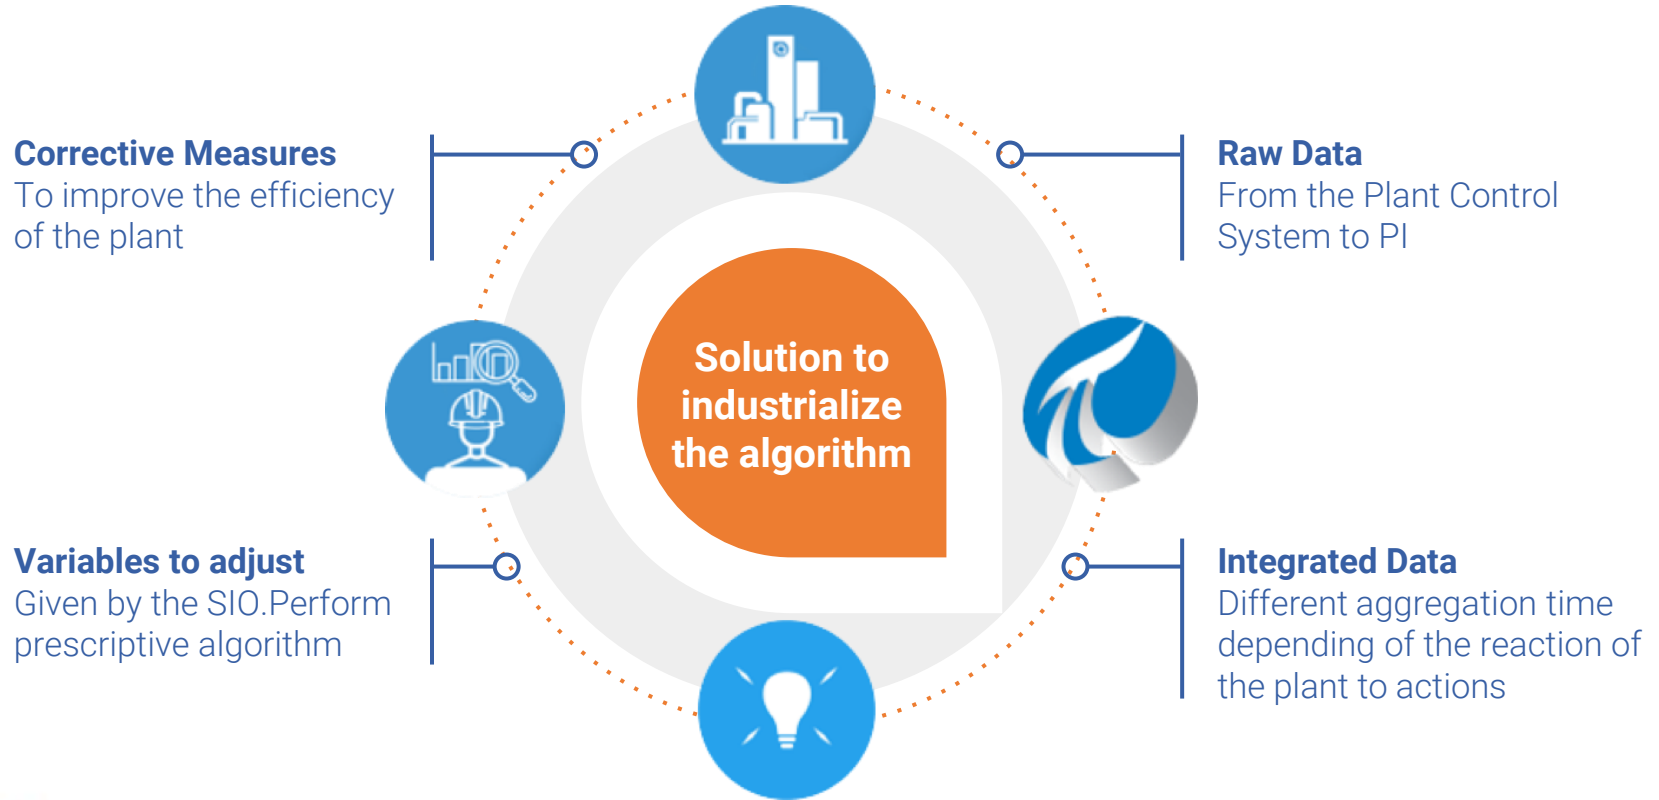 Corrective Measures
To improve the efficiency
of the plant
Raw Data
From the Plant Control
System to PI
Solution to
industrialize
the algorithm
Variables to adjust
Given by the SIO.Perform
prescriptive algorithm
Integrated Data
Different aggregation time
depending of the reaction of
the plant to actions